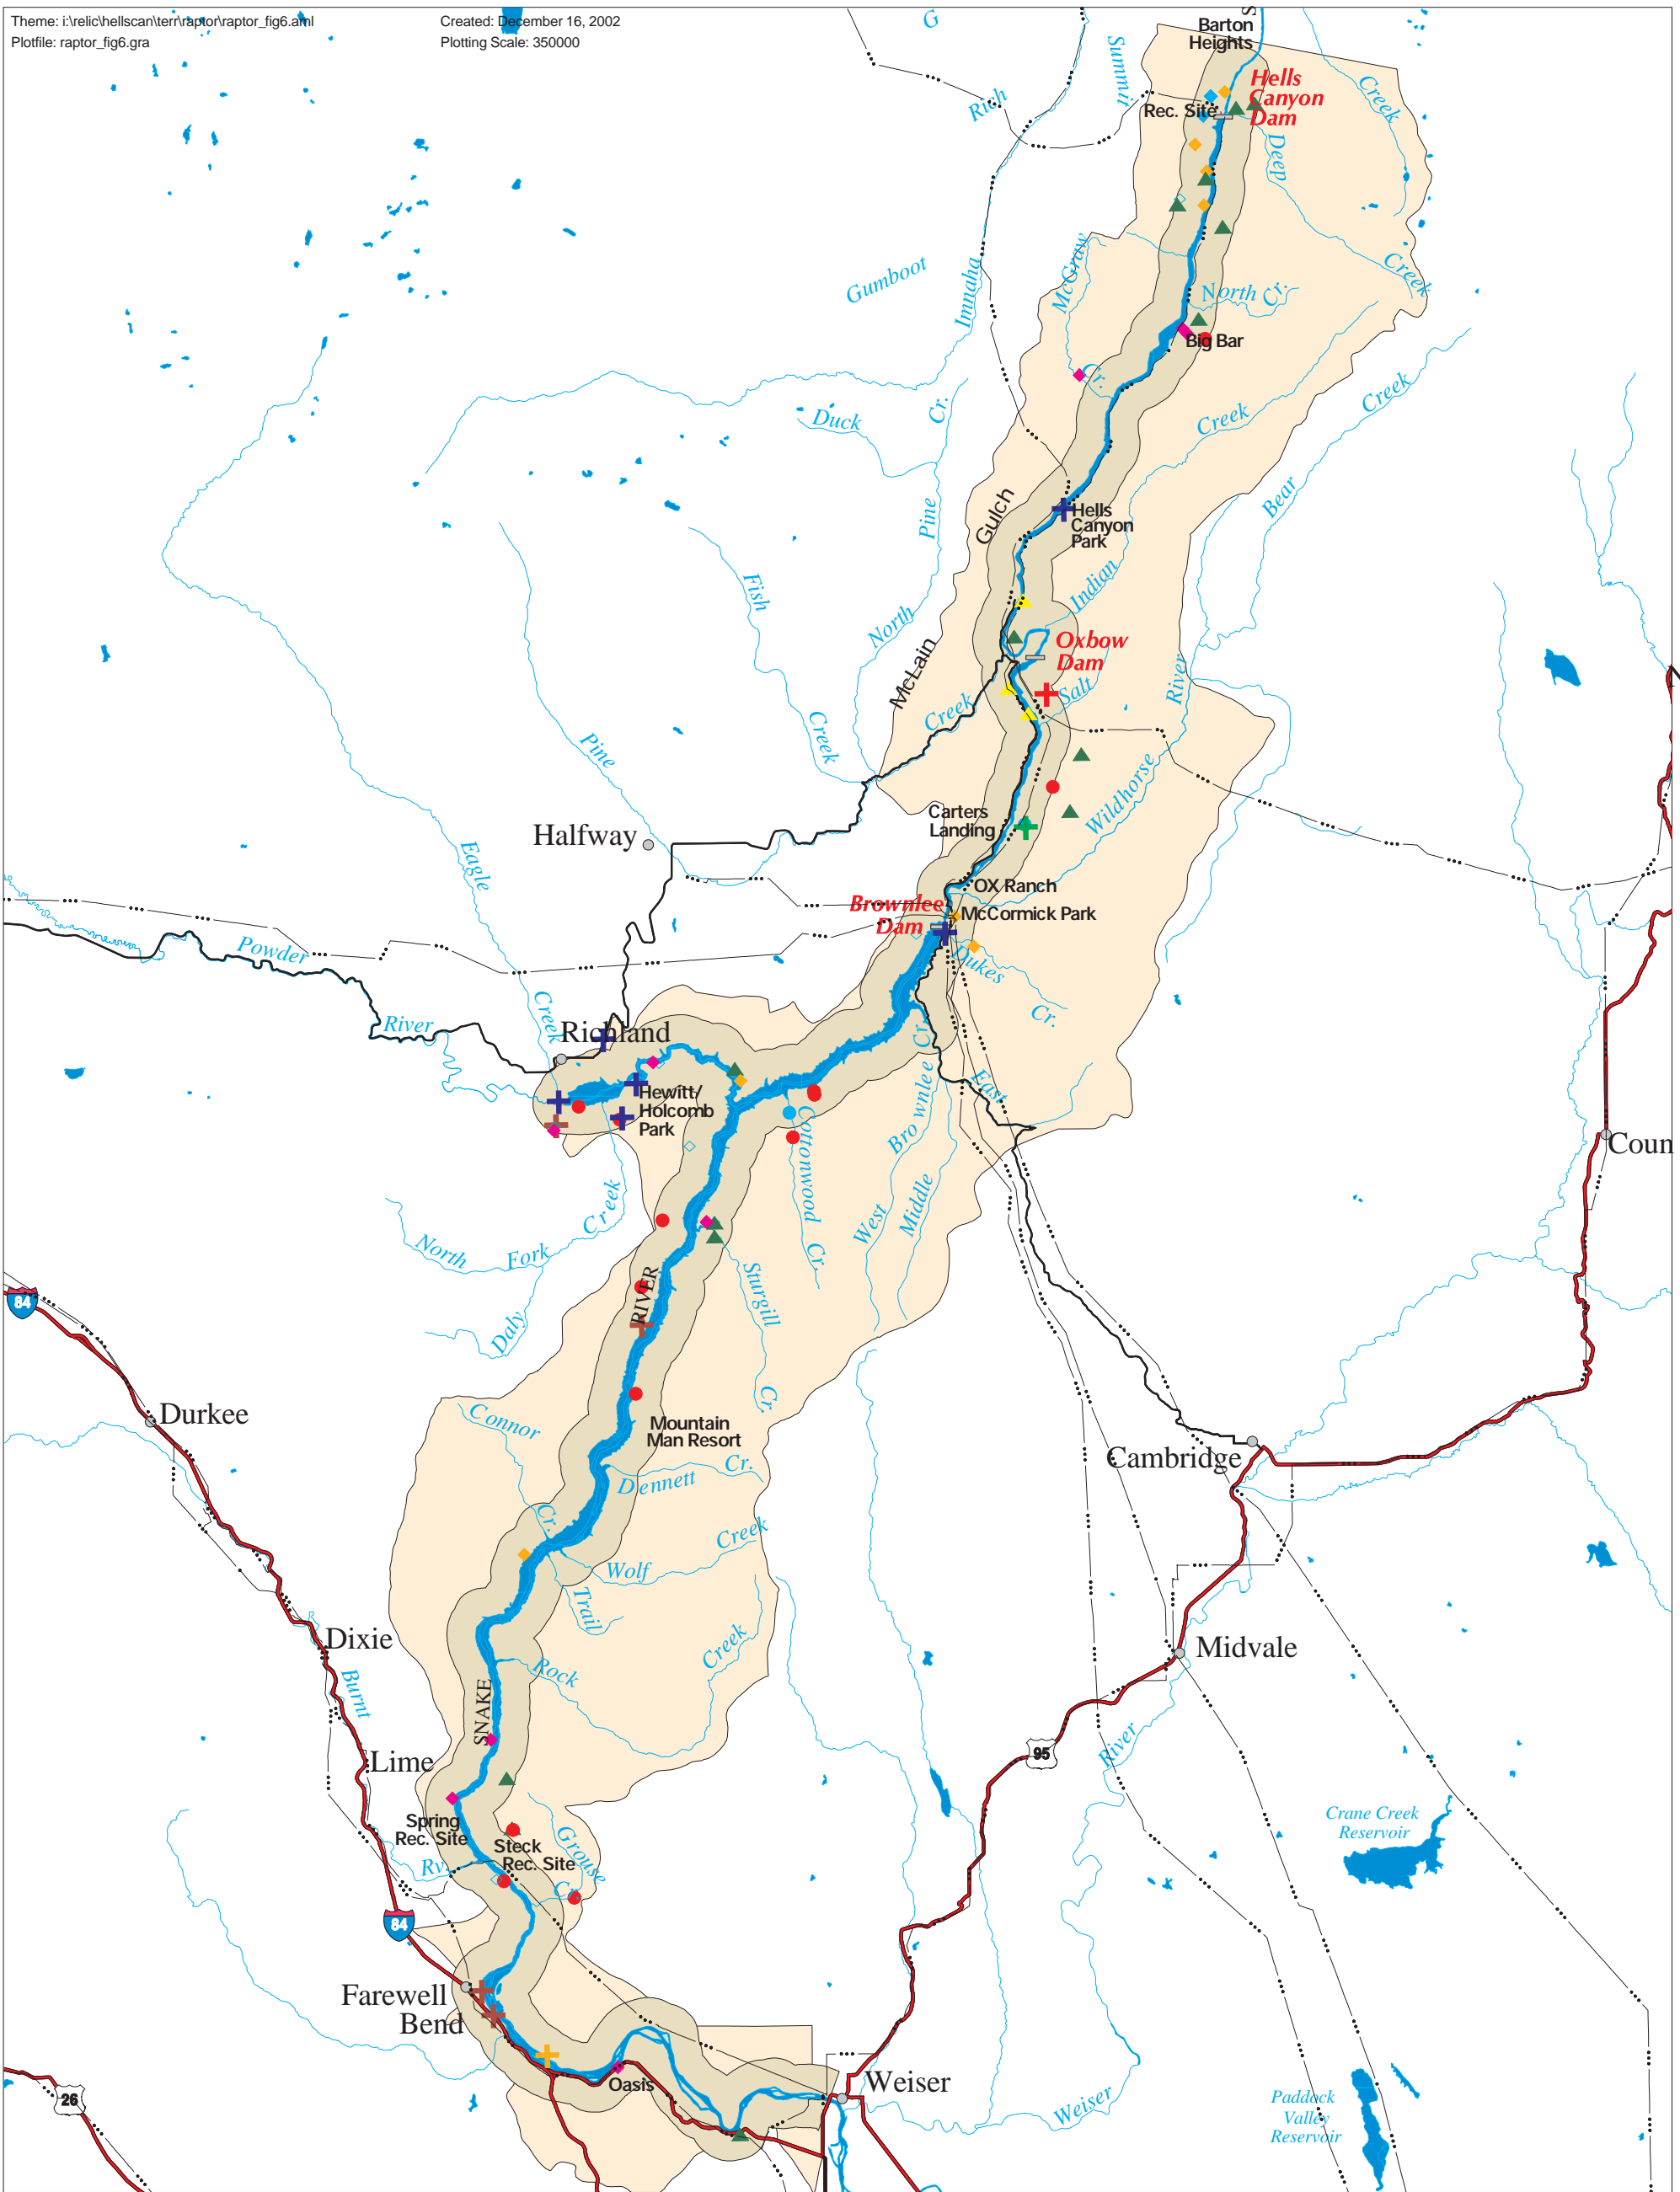 Theme: i:\relic\hellscan\terr\raptor\raptor_fig6.aml
Plotfile: raptor_fig6.gra
Created: December 16, 2002
Plotting Scale: 350000
G
Summit
S
Barton
Heights
Hells
Canyon
Dam
Rec. Site
Rich
Creek
Deep
Creek
Gumboot
Imnaha
McGraw
Cr.
North Cr.
Big Bar
Creek
Creek
Duck
Cr.
Pine
North
Bear
Gulch
McLain
Hells
Canyon
Park
Indian
Fish
Creek
Oxbow
Dam
Salt
River
Creek
Pine
Wildhorse
Carters
Landing
Halfway
Eagle
Creek
OX Ranch
Brownlee
Dam
McCormick Park
Dukes
Cr.
Powder
River
Richland
Hewitt/
Holcomb
Park
East
Brownlee Cr.
Cottonwood
Cr.
West
Middle
Coun
North
Fork
Creek
Daly
Sturgill
Cr.
RIVER
84
Durkee
Connor
Cr.
Mountain
Man Resort
Cambridge
Dennett
Cr.
Wolf
Creek
Trail
Dixie
Burnt
Rock
Creek
Midvale
SNAKE
Lime
95
River
Crane Creek
Reservoir
Spring
Rec. Site
Steck
Rec. Site
Grouse
Cr.
Rv.
84
Farewell
Bend
Oasis
Weiser
Weiser
26
Paddock
Valley
Reservoir